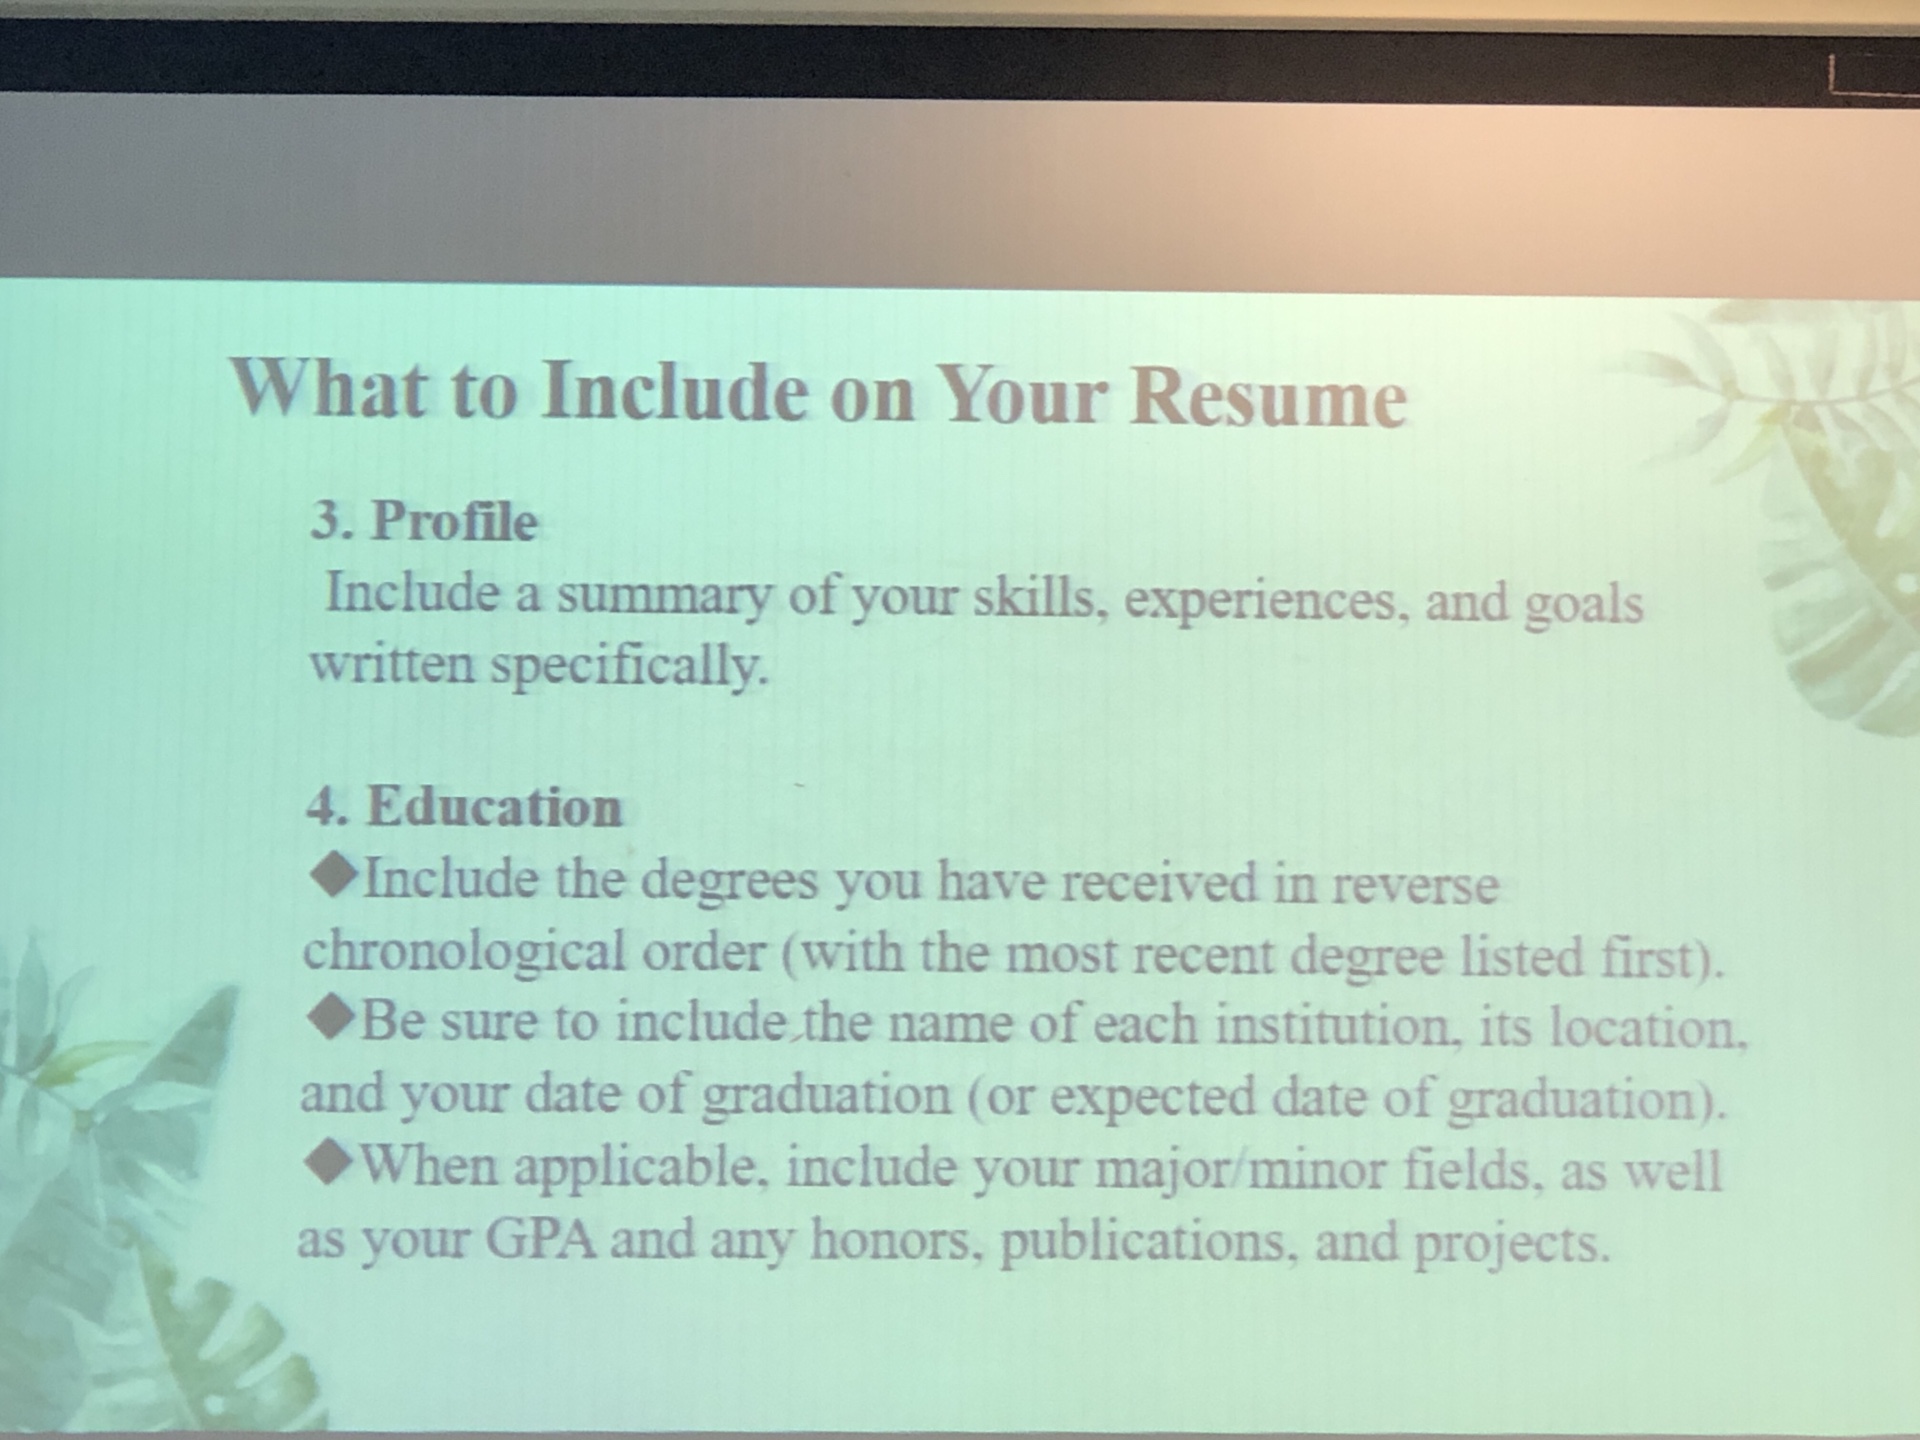 What to Include on Your Resume
3. Profile
Include a summary of your skills, experiences, and goals
written specifically.
4. Education
◆Include the degrees you have received in reverse
chronological order (with the most recent degree listed first).
◆Be sure to include the name of each institution, its location,
and your date of graduation (or expected date of graduation).
◆When applicable, include your major/minor fields, as well
as your GPA and any honors, publications, and projects.